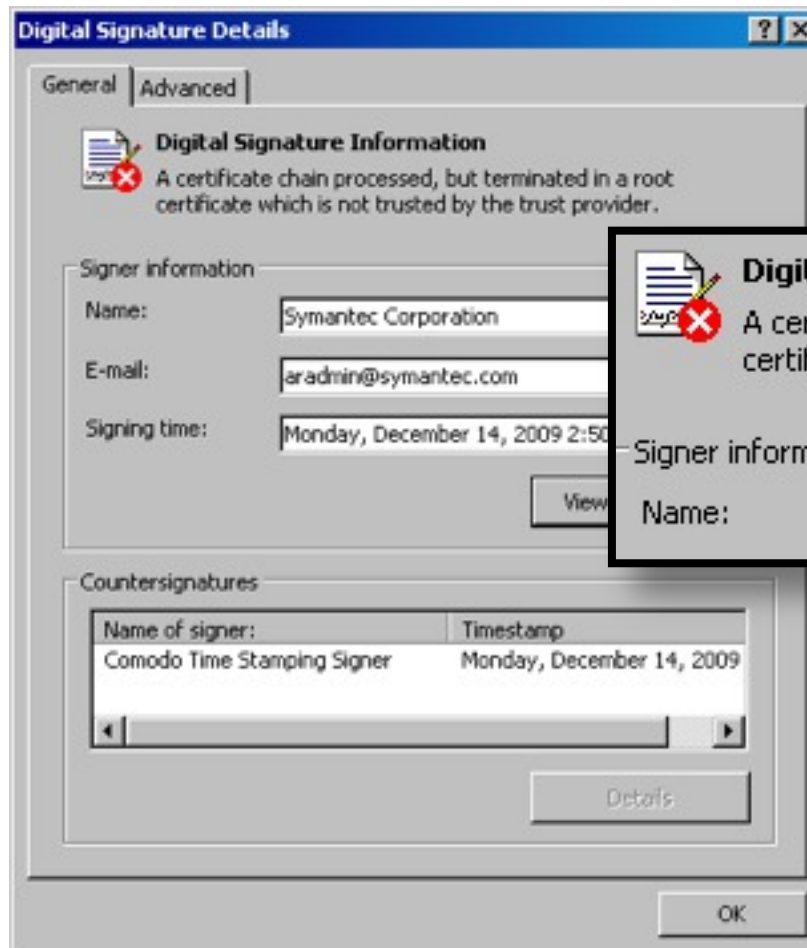 Digital Signature Details
General Advanced
Digital Signature Information
A certificate chain processed, but terminated in a root
certificate which is not trusted by the trust provider.
Signer information
Name: Symantec Corporation
E-mail: aradmin@symantec.com
Signing time: Monday, December 14, 2009 2:50
View
Countersignatures
Name of signer: Timestamp
Comodo Time Stamping Signer Monday, December 14, 2009
Details
OK
Digit
A cer
certif
Signer inform
Name: